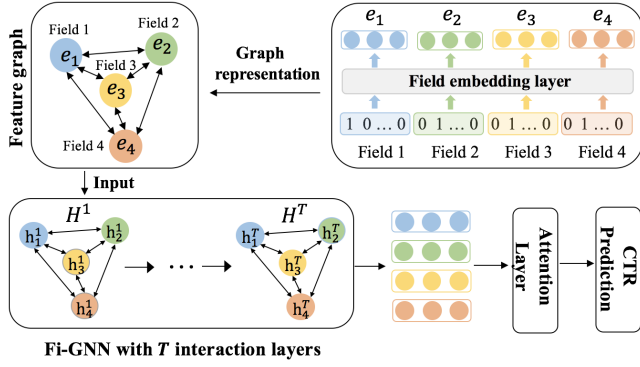 Feature graph
Field 1
Field 2
e₁
e₂
Field 3
e₃
Field 4
e₄
Graph
representation
e₁ e₂ e₃ e₄
Field embedding layer
1 0 … 0 0 1 … 0 0 1 … 0 0 1 … 0
Field 1 Field 2 Field 3 Field 4
Input
H¹
h₁¹ h₂¹
h₃¹
h₄¹
. . .
Hᵀ
h₁ᵀ h₂ᵀ
h₃ᵀ
h₄ᵀ
Attention
Layer
CTR
Prediction
Fi-GNN with T interaction layers